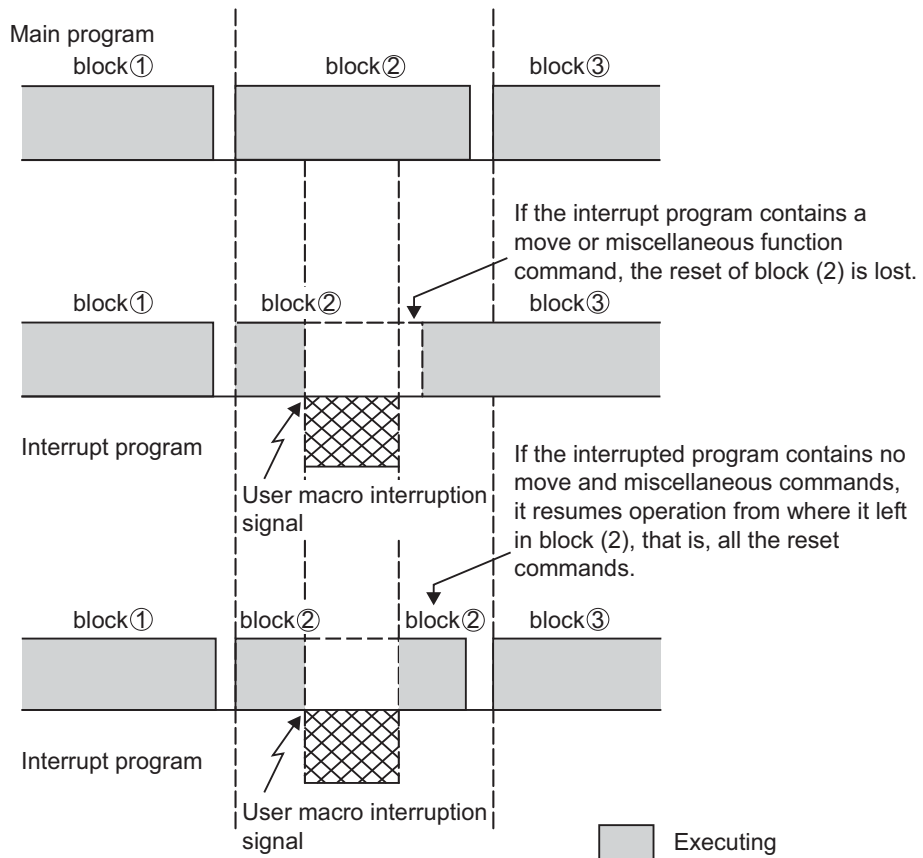 Main program
block①
block②
block③
If the interrupt program contains a
move or miscellaneous function
command, the reset of block (2) is lost.
block①
block②
block③
Interrupt program
User macro interruption
signal
If the interrupted program contains no
move and miscellaneous commands,
it resumes operation from where it left
in block (2), that is, all the reset
commands.
block①
block②
block②
block③
Interrupt program
User macro interruption
signal
Executing